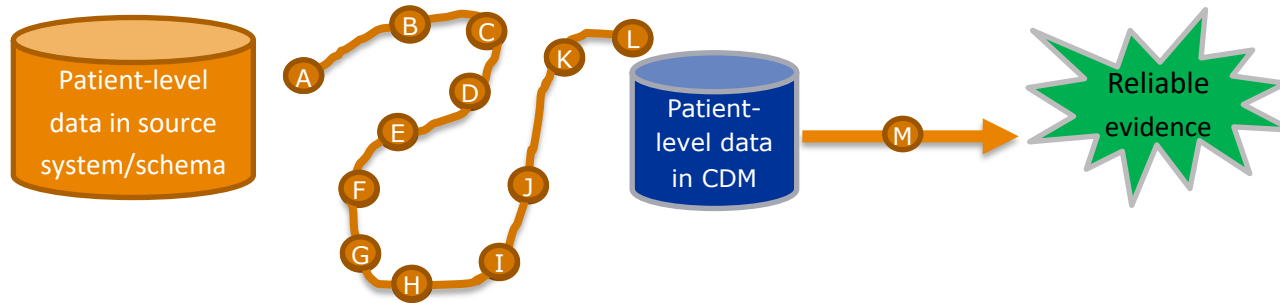 Patient-level
data in source
system/schema
A
B
C
D
E
F
G
H
I
J
K
L
Patient-
level data
in CDM
M
Reliable
evidence